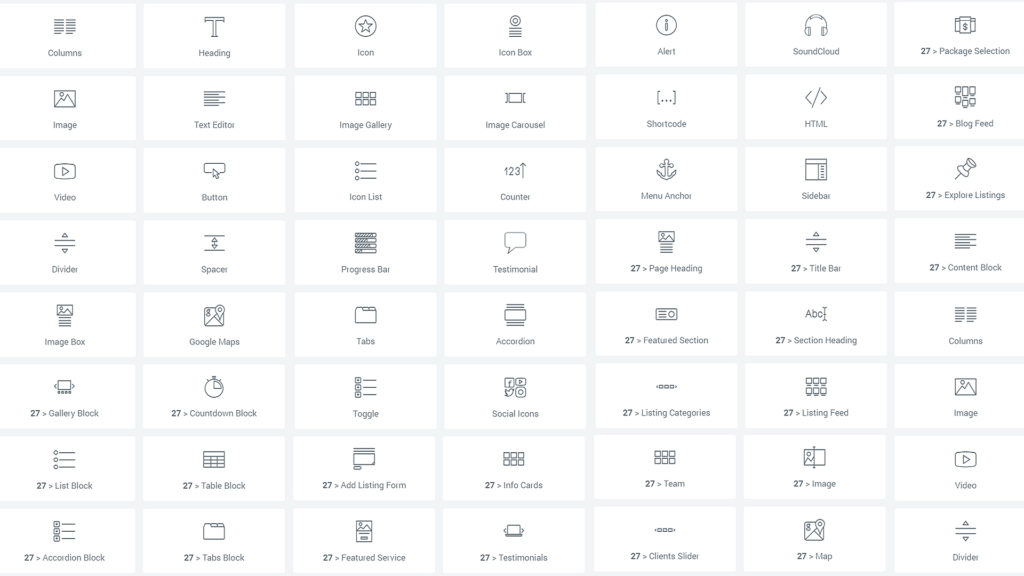 Columns
Heading
Icon
Icon Box
Alert
SoundCloud
27 > Package Selection
Image
Text Editor
Image Gallery
Image Carousel
[...]
Shortcode
</>
HTML
27 > Blog Feed
Video
Button
Icon List
123
Counter
Menu Anchor
Sidebar
27 > Explore Listings
Divider
Spacer
Progress Bar
Testimonial
27 > Page Heading
27 > Title Bar
27 > Content Block
Image Box
Google Maps
Tabs
Accordion
27 > Featured Section
Abc
27 > Section Heading
Columns
27 > Gallery Block
27 > Countdown Block
Toggle
Social Icons
27 > Listing Categories
27 > Listing Feed
Image
27 > List Block
27 > Table Block
27 > Add Listing Form
27 > Info Cards
27 > Team
27 > Image
Video
27 > Accordion Block
27 > Tabs Block
27 > Featured Service
27 > Testimonials
27 > Clients Slider
27 > Map
Divider